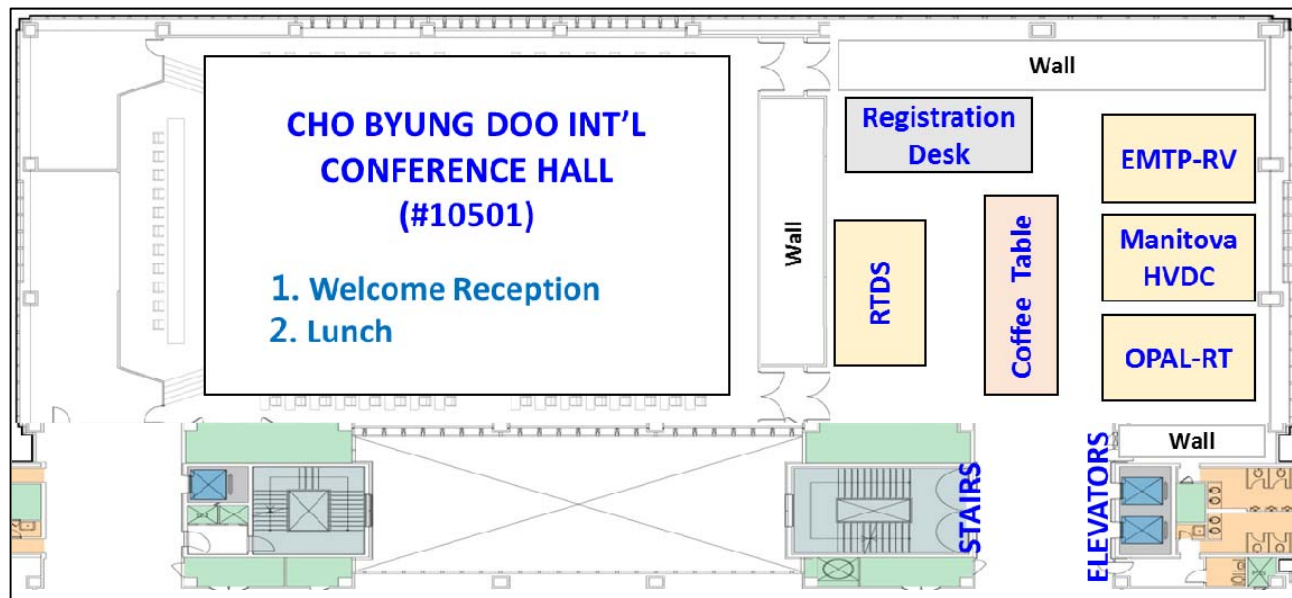 CHO BYUNG DOO INT’L
CONFERENCE HALL
(#10501)
1. Welcome Reception
2. Lunch
Wall
Wall
Registration
Desk
RTDS
Coffee Table
EMTP-RV
Manitova
HVDC
OPAL-RT
Wall
STAIRS
ELEVATORS